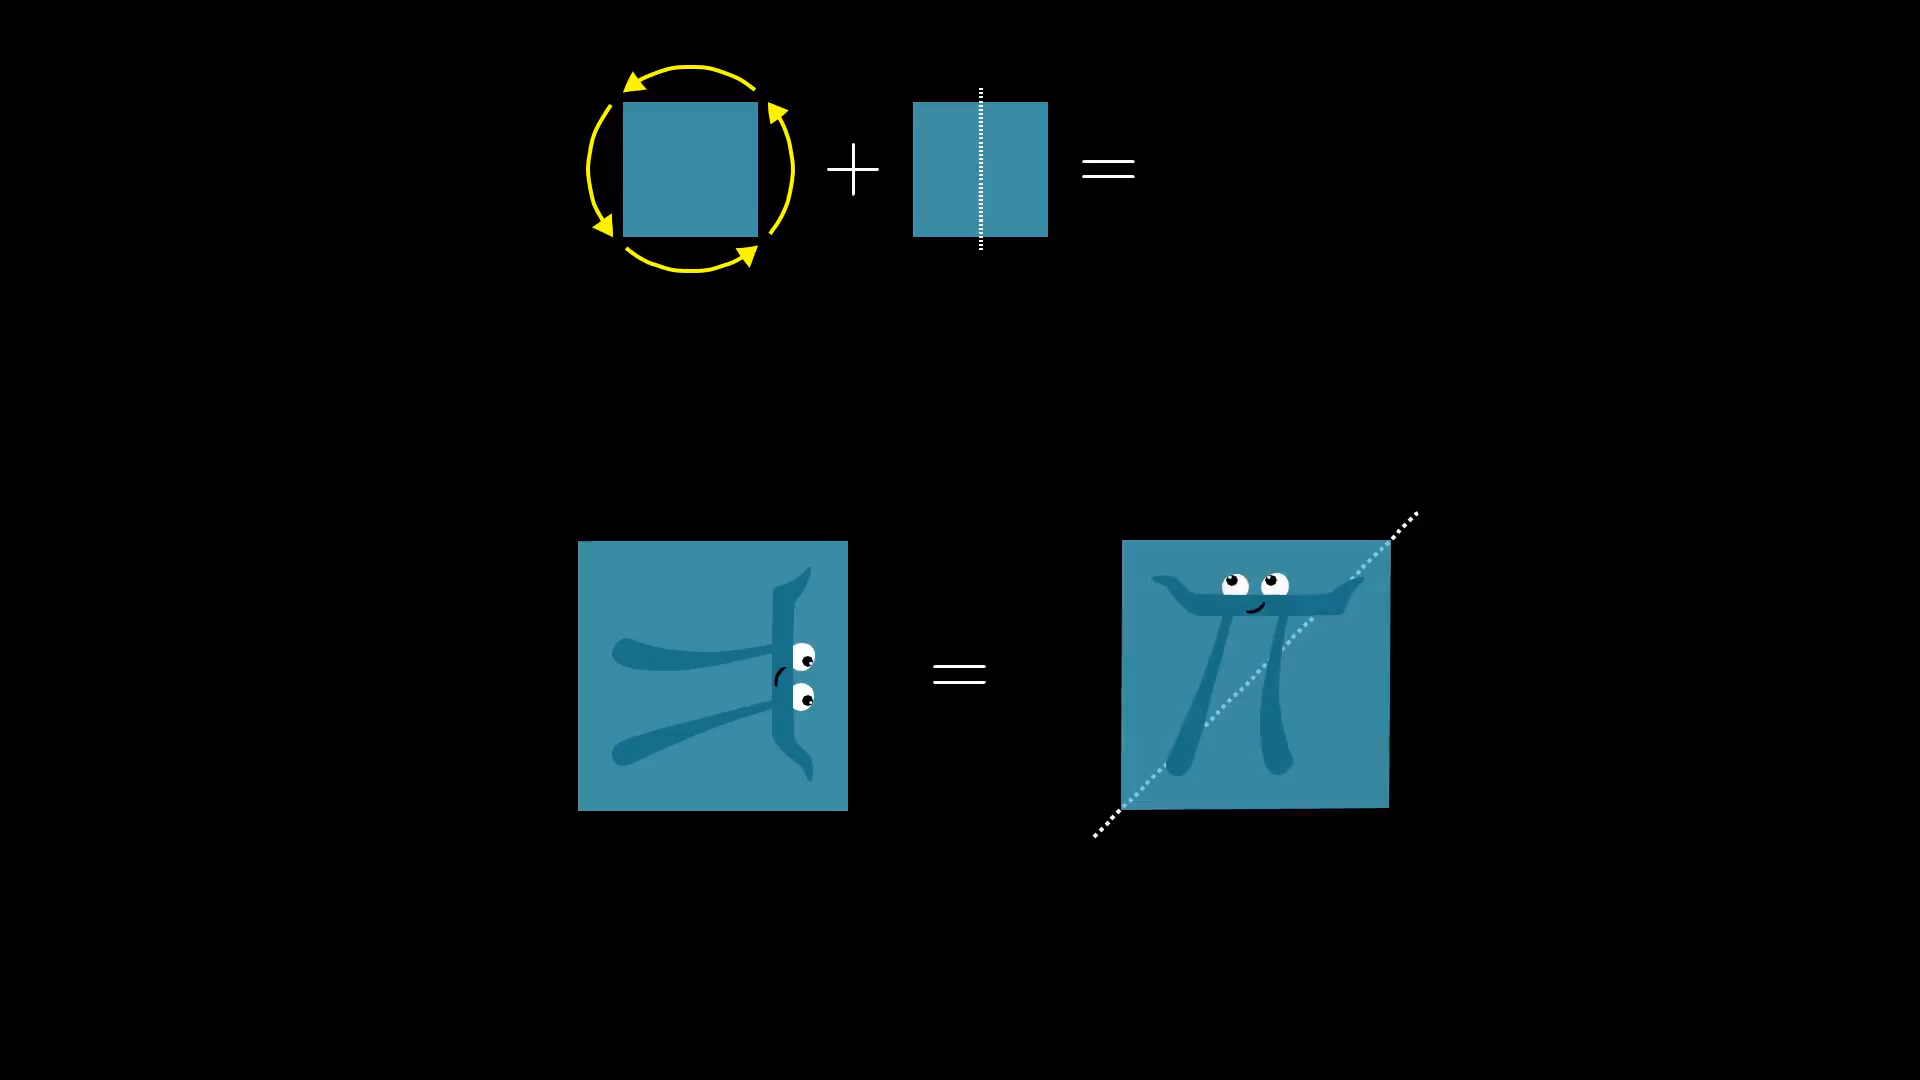 + =
=